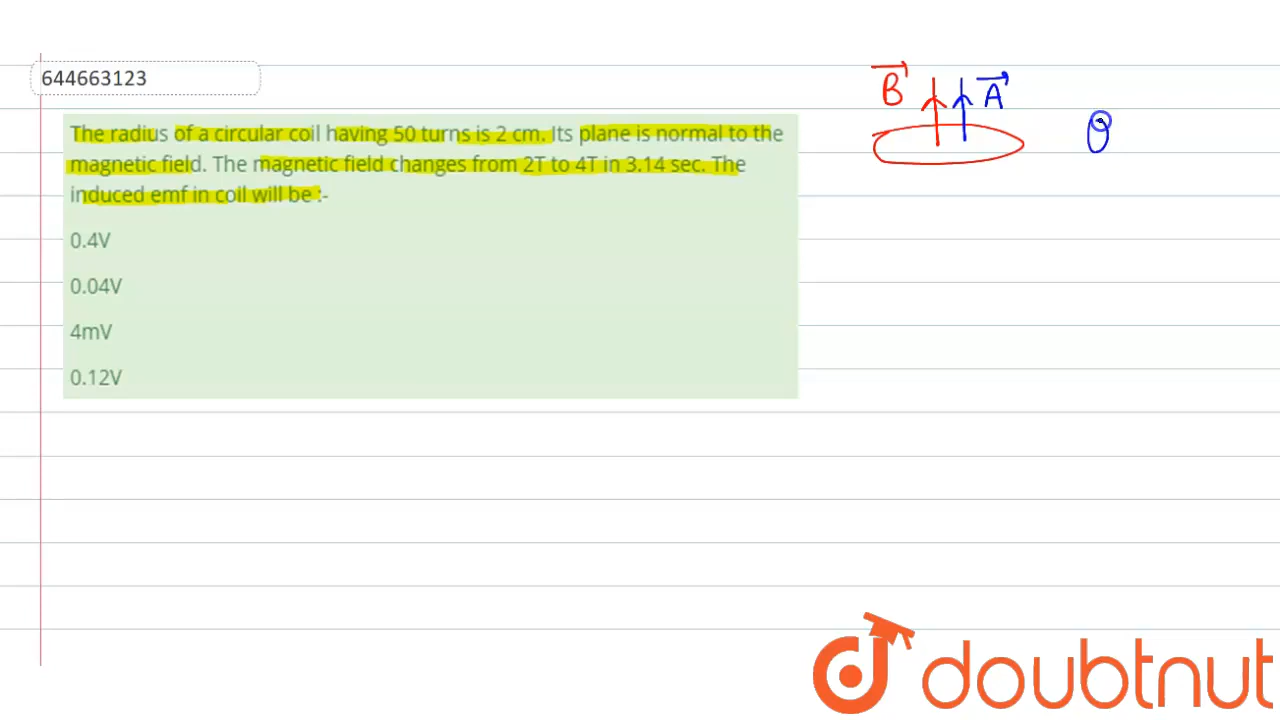 644663123
The radius of a circular coil having 50 turns is 2 cm. Its plane is normal to the
magnetic field. The magnetic field changes from 2T to 4T in 3.14 sec. The
induced emf in coil will be :-
0.4V
0.04V
4mV
0.12V
B A
doubtnut